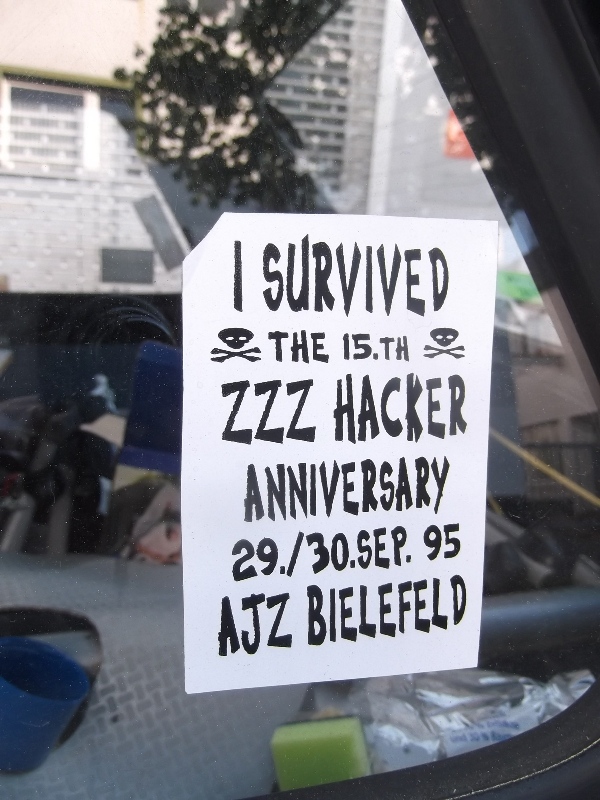 I SURVIVED
THE 15.TH
ZZZ HACKER
ANNIVERSARY
29./30.SEP. 95
AJZ BIELEFELD